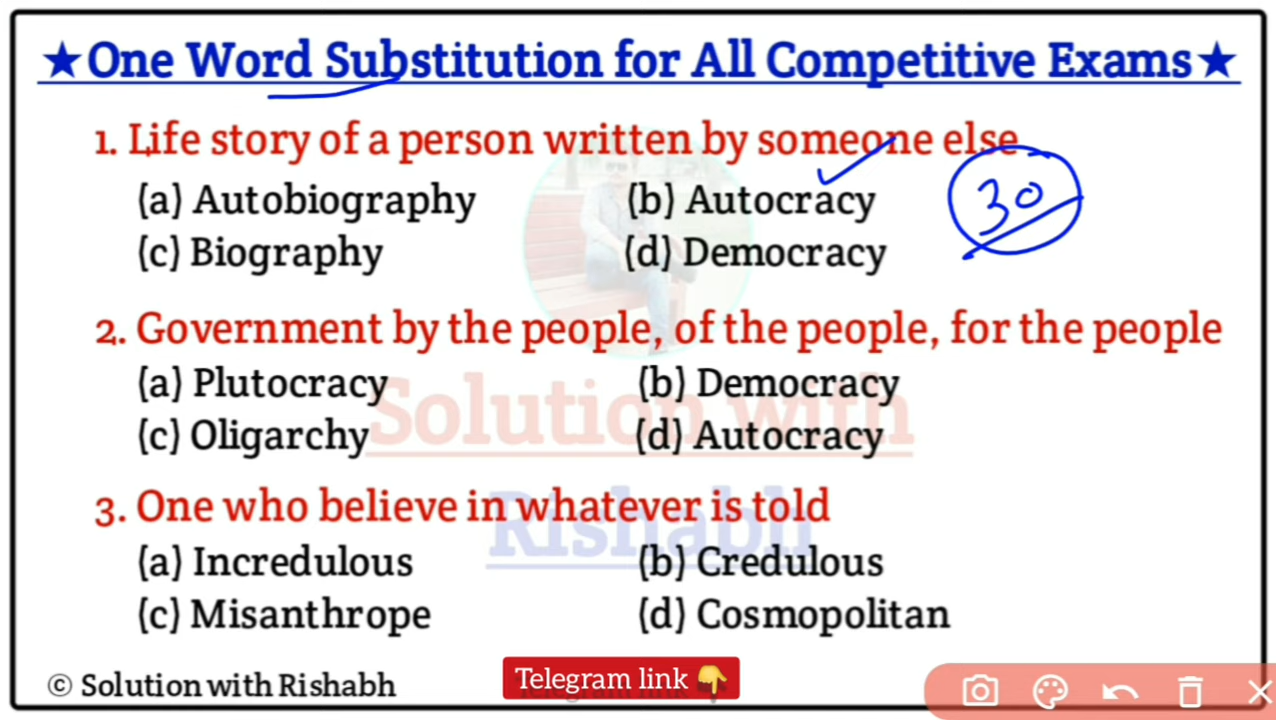 ★One Word Substitution for All Competitive Exams★
1. Life story of a person written by someone else
(a) Autobiography (b) Autocracy
30
(c) Biography (d) Democracy
2. Government by the people, of the people, for the people
(a) Plutocracy (b) Democracy
(c) Oligarchy (d) Autocracy
Solution with
3. One who believe in whatever is told
Rishabh
(a) Incredulous (b) Credulous
(c) Misanthrope (d) Cosmopolitan
© Solution with Rishabh
Telegram link 👇